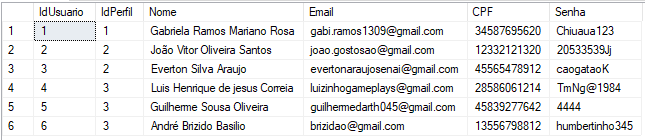 IdUsuario IdPerfil Nome Email CPF Senha
1 1 1 Gabriela Ramos Mariano Rosa gabi.ramos1309@gmail.com 34587695620 Chiuaua123
2 2 2 João Vitor Oliveira Santos joao.gostosao@gmail.com 12332121320 20533539Jj
3 3 2 Everton Silva Araujo evertonaraujosenai@gmail.com 45565478912 caogataoK
4 4 3 Luis Henrique de jesus Correia luizinhogameplays@gmail.com 28586061214 TmNg@1984
5 5 3 Guilherme Sousa Oliveira guilhermedarth045@gmail.com 45839277642 4444
6 6 3 André Brizido Basilio brizidao@gmail.com 13556798812 humbertinho345